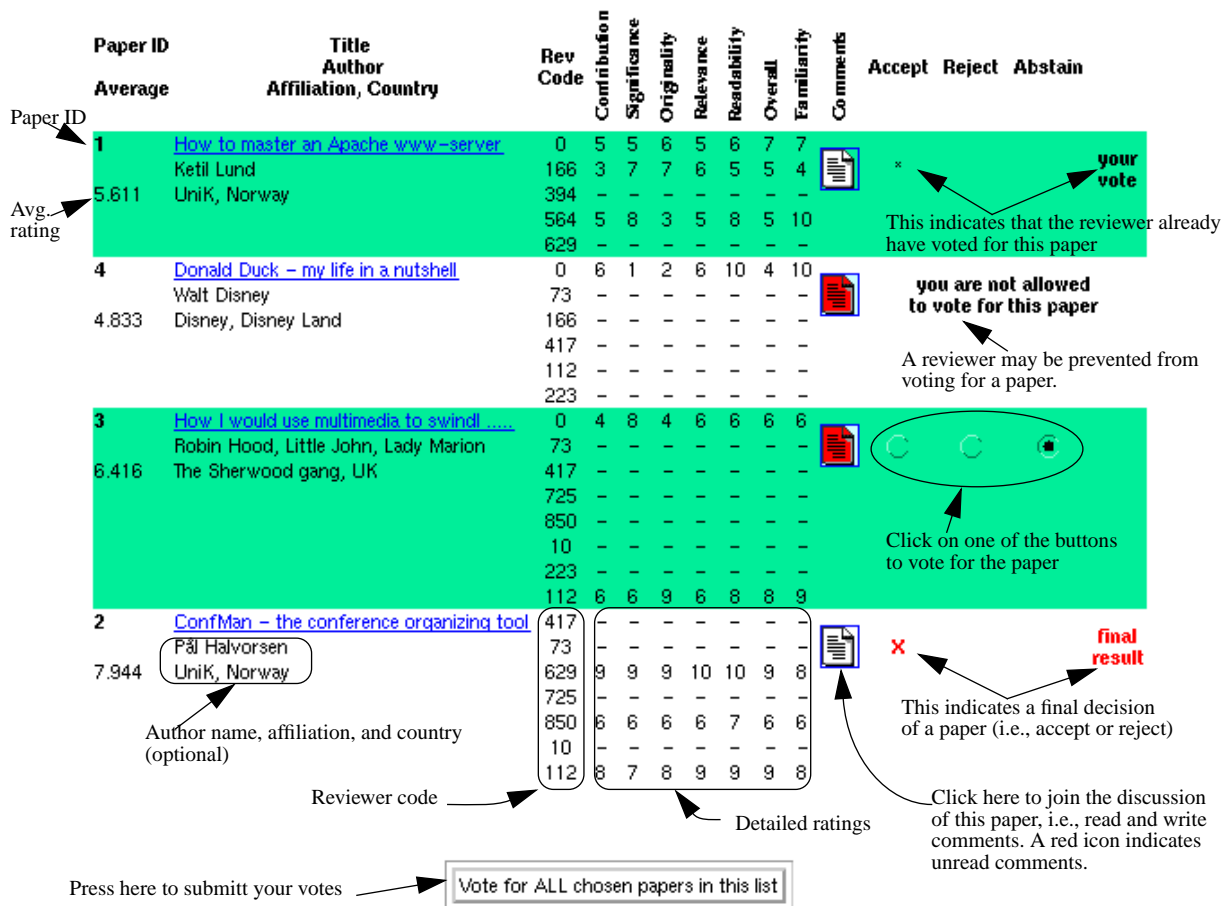 Paper ID Title Rev Contribution Significance Originality Relevance Readability Overall Familiarity Comments Accept Reject Abstain
Author Code
Average Affiliation, Country
Paper ID
1 How to master an Apache www-server 0 5 5 6 5 6 7 7
Ketil Lund 166 3 7 7 6 5 5 4 × your
vote
5.611 UniK, Norway 394 – – – – – – –
564 5 8 3 5 8 5 10
629 – – – – – – –
Avg.
rating
This indicates that the reviewer already
have voted for this paper
4 Donald Duck – my life in a nutshell 0 6 1 2 6 10 4 10
Walt Disney 73 – – – – – – –
4.833 Disney, Disney Land 166 – – – – – – –
417 – – – – – – –
112 – – – – – – –
223 – – – – – – –
you are not allowed
to vote for this paper
A reviewer may be prevented from
voting for a paper.
3 How I would use multimedia to swindl ..... 0 4 8 4 6 6 6 6
Robin Hood, Little John, Lady Marion 73 – – – – – – –
6.416 The Sherwood gang, UK 417 – – – – – – –
725 – – – – – – –
850 – – – – – – –
10 – – – – – – –
223 – – – – – – –
112 6 6 9 6 8 8 9
Click on one of the buttons
to vote for the paper
2 ConfMan – the conference organizing tool 417 – – – – – – –
Pål Halvorsen 73 – – – – – – –
7.944 UniK, Norway 629 9 9 9 10 10 9 8
725 – – – – – – –
850 6 6 6 6 7 6 6
10 – – – – – – –
112 8 7 8 9 9 9 8
X final
result
This indicates a final decision
of a paper (i.e., accept or reject)
Author name, affiliation, and country
(optional)
Reviewer code
Detailed ratings
Click here to join the discussion
of this paper, i.e., read and write
comments. A red icon indicates
unread comments.
Press here to submitt your votes
Vote for ALL chosen papers in this list